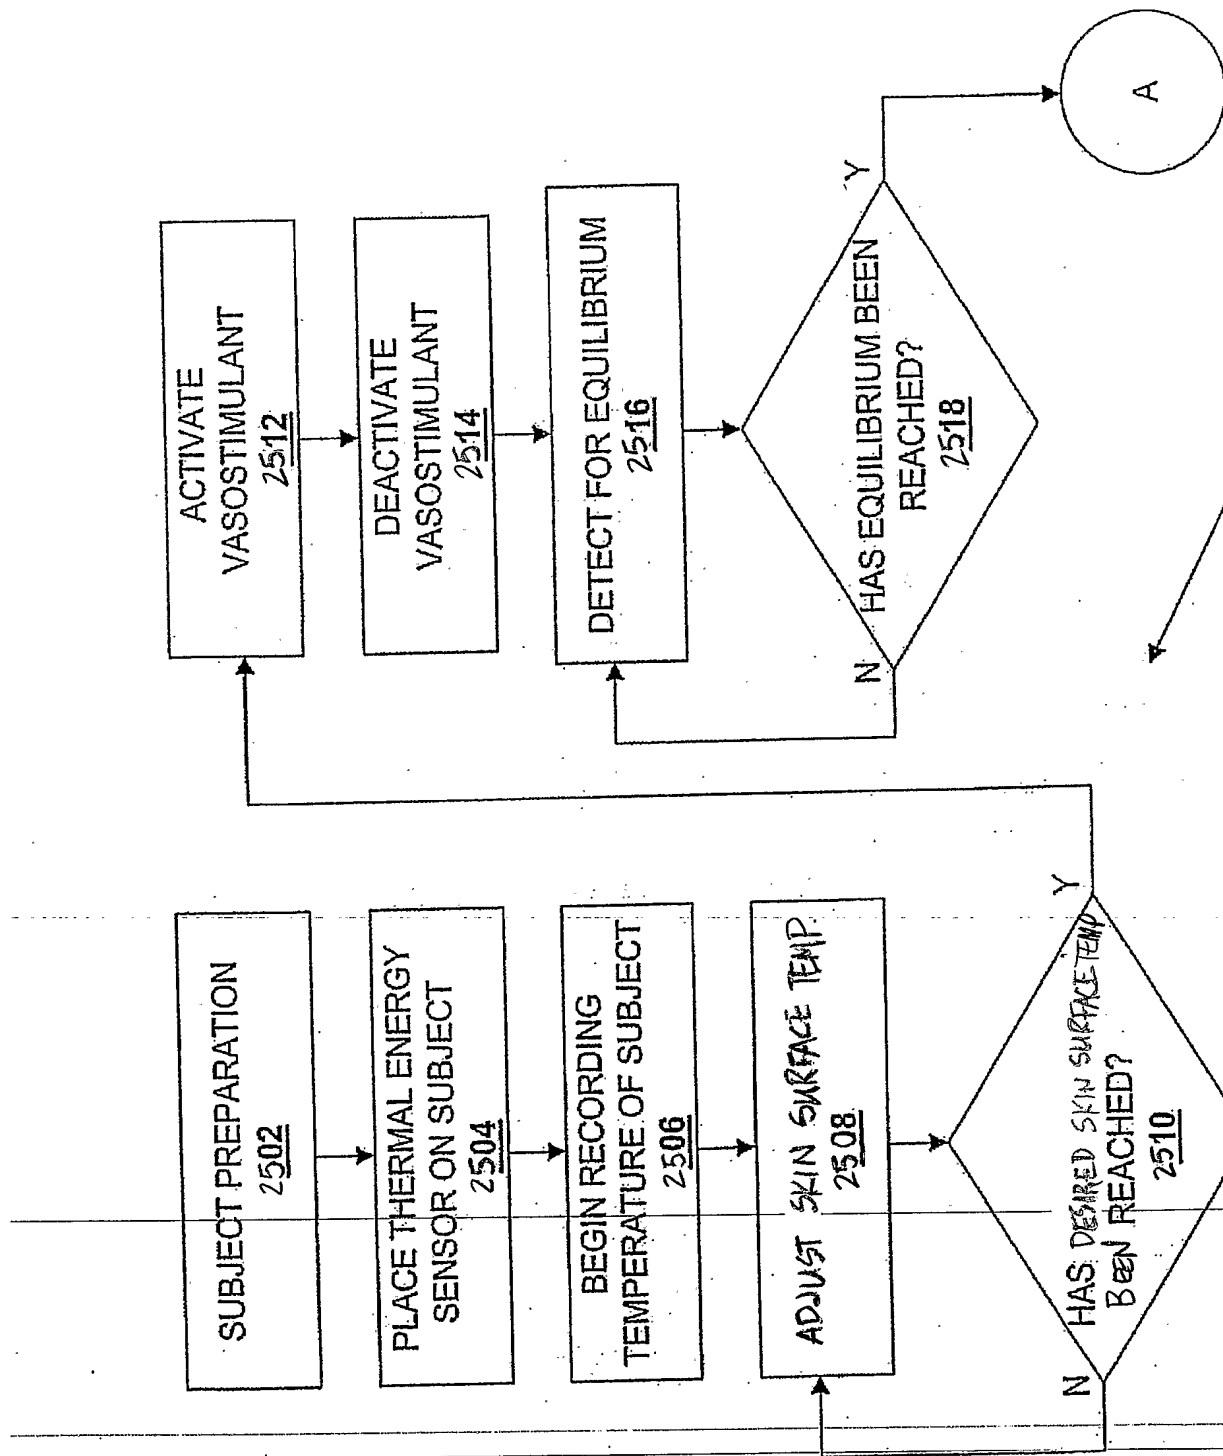 SUBJECT PREPARATION
2502
PLACE THERMAL ENERGY
SENSOR ON SUBJECT
2504
BEGIN RECORDING
TEMPERATURE OF SUBJECT
2506
ADJUST SKIN SURFACE TEMP.
2508
HAS DESIRED SKIN SURFACE TEMP
BEEN REACHED?
2510
N
Y
ACTIVATE
VASOSTIMULANT
2512
DEACTIVATE
VASOSTIMULANT
2514
DETECT FOR EQUILIBRIUM
2516
HAS EQUILIBRIUM BEEN
REACHED?
2518
N
Y
A